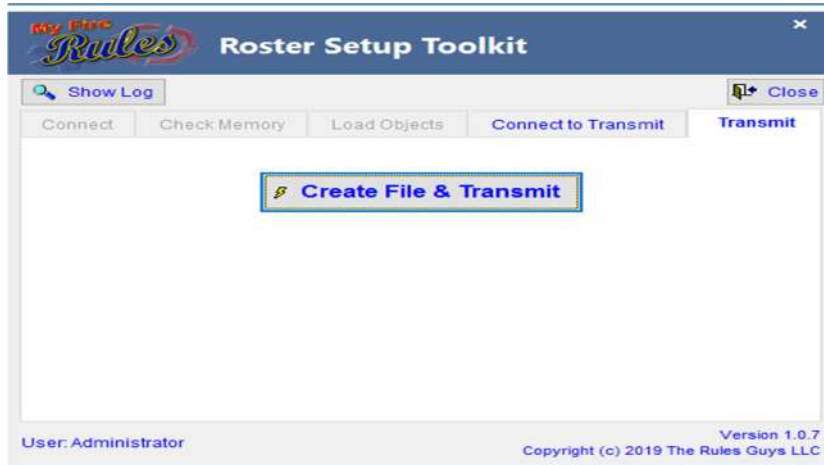 My Fire
Rules
Roster Setup Toolkit
Show Log
Close
Connect
Check Memory
Load Objects
Connect to Transmit
Transmit
Create File & Transmit
User: Administrator
Version 1.0.7
Copyright (c) 2019 The Rules Guys LLC